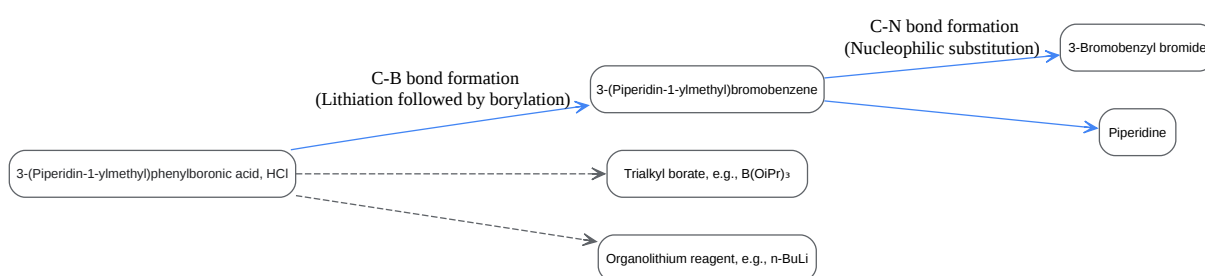 C-N bond formation
(Nucleophilic substitution)
3-Bromobenzyl bromide
C-B bond formation
(Lithiation followed by borylation)
3-(Piperidin-1-ylmethyl)bromobenzene
Piperidine
3-(Piperidin-1-ylmethyl)phenylboronic acid, HCl
Trialkyl borate, e.g., B(OiPr)₃
Organolithium reagent, e.g., n-BuLi